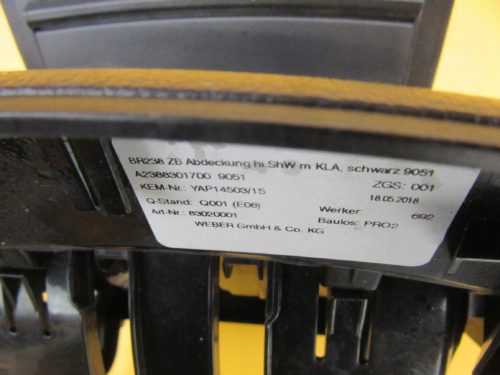 BR238 ZB Abdeckung hi ShW m KLA, schwarz 9051
A2388301700 9051 ZGS: 001
KEM-Nr.: YAP14503/15 18.05.2018
Q-Stand: Q001 (E06) Werker: 692
Art-Nr.: 83020001 Baulos: PRO2
WEBER GmbH & Co. KG